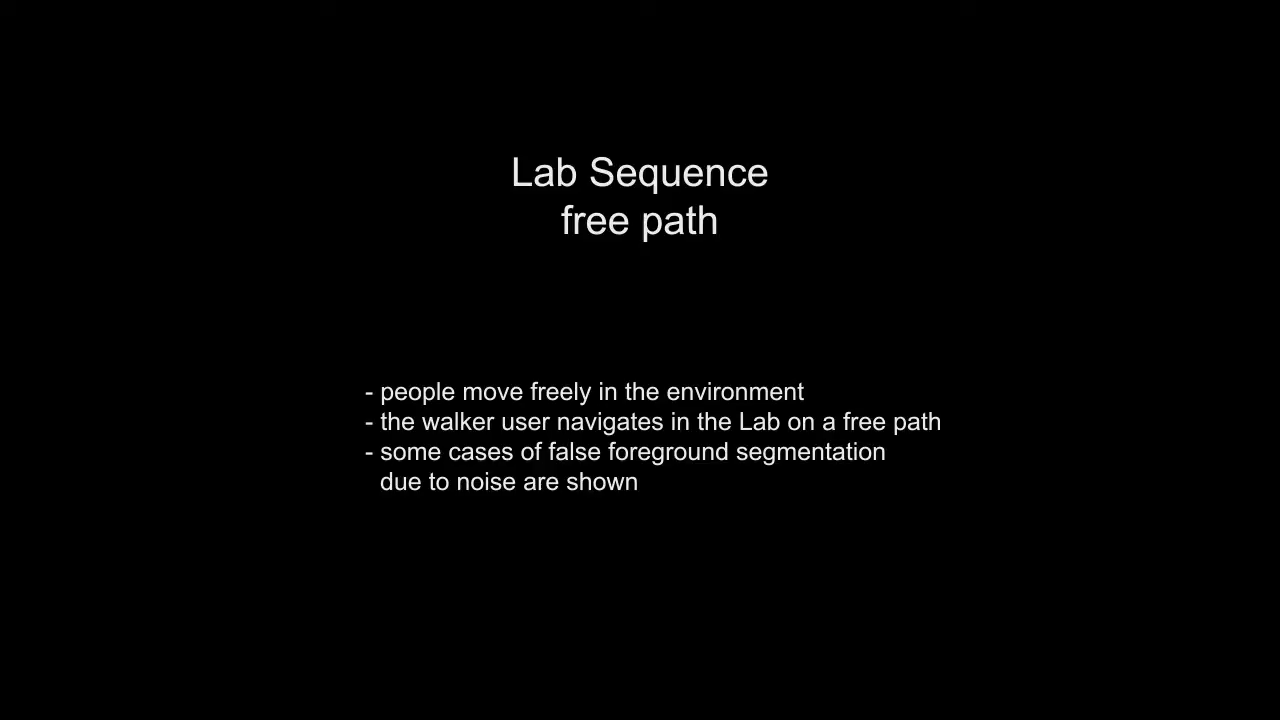 Lab Sequence
free path
- people move freely in the environment
- the walker user navigates in the Lab on a free path
- some cases of false foreground segmentation
due to noise are shown